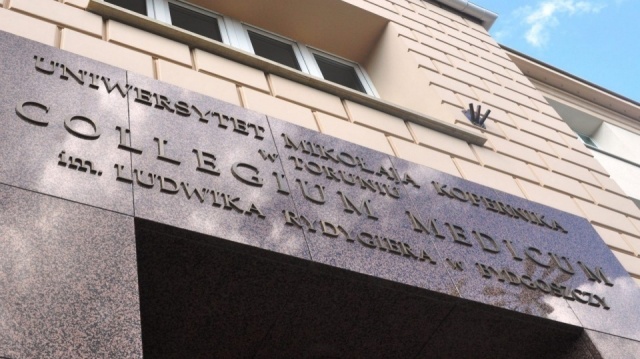 UNIWERSYTET MIKOŁAJA KOPERNIKA
w TORUNIU
COLLEGIUM MEDICUM
im. LUDWIKA RYDYGIERA w BYDGOSZCZY